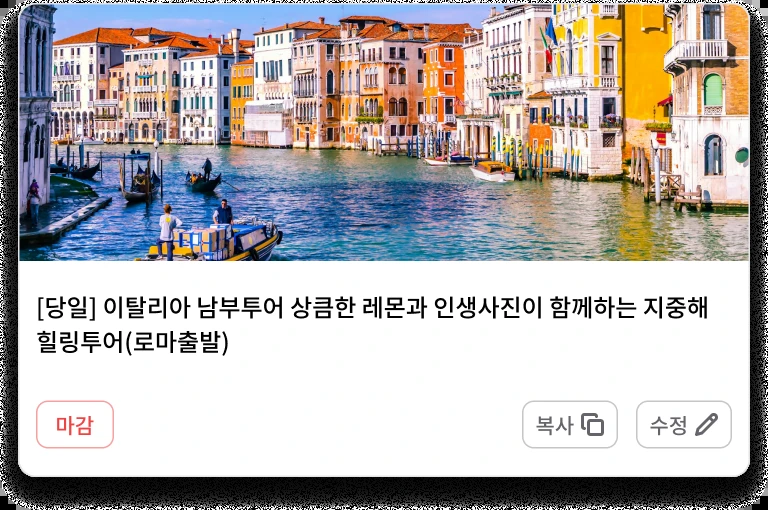 [당일] 이탈리아 남부투어 상큼한 레몬과 인생사진이 함께하는 지중해
힐링투어(로마출발)
마감
복사
수정